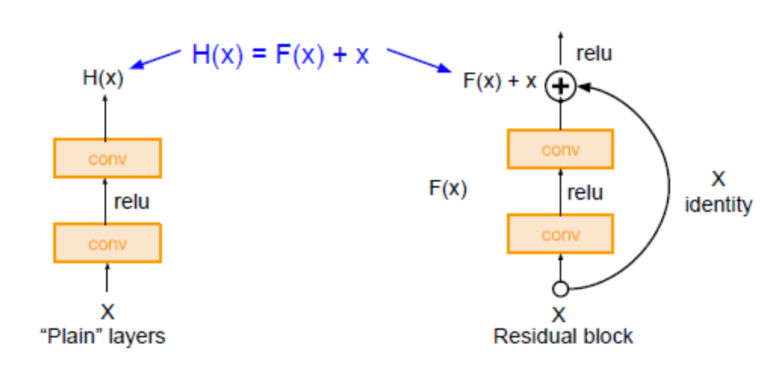 H(x) = F(x) + x
H(x)
conv
relu
conv
X
“Plain” layers
relu
F(x) + x
conv
F(x)
relu
conv
X
identity
X
Residual block